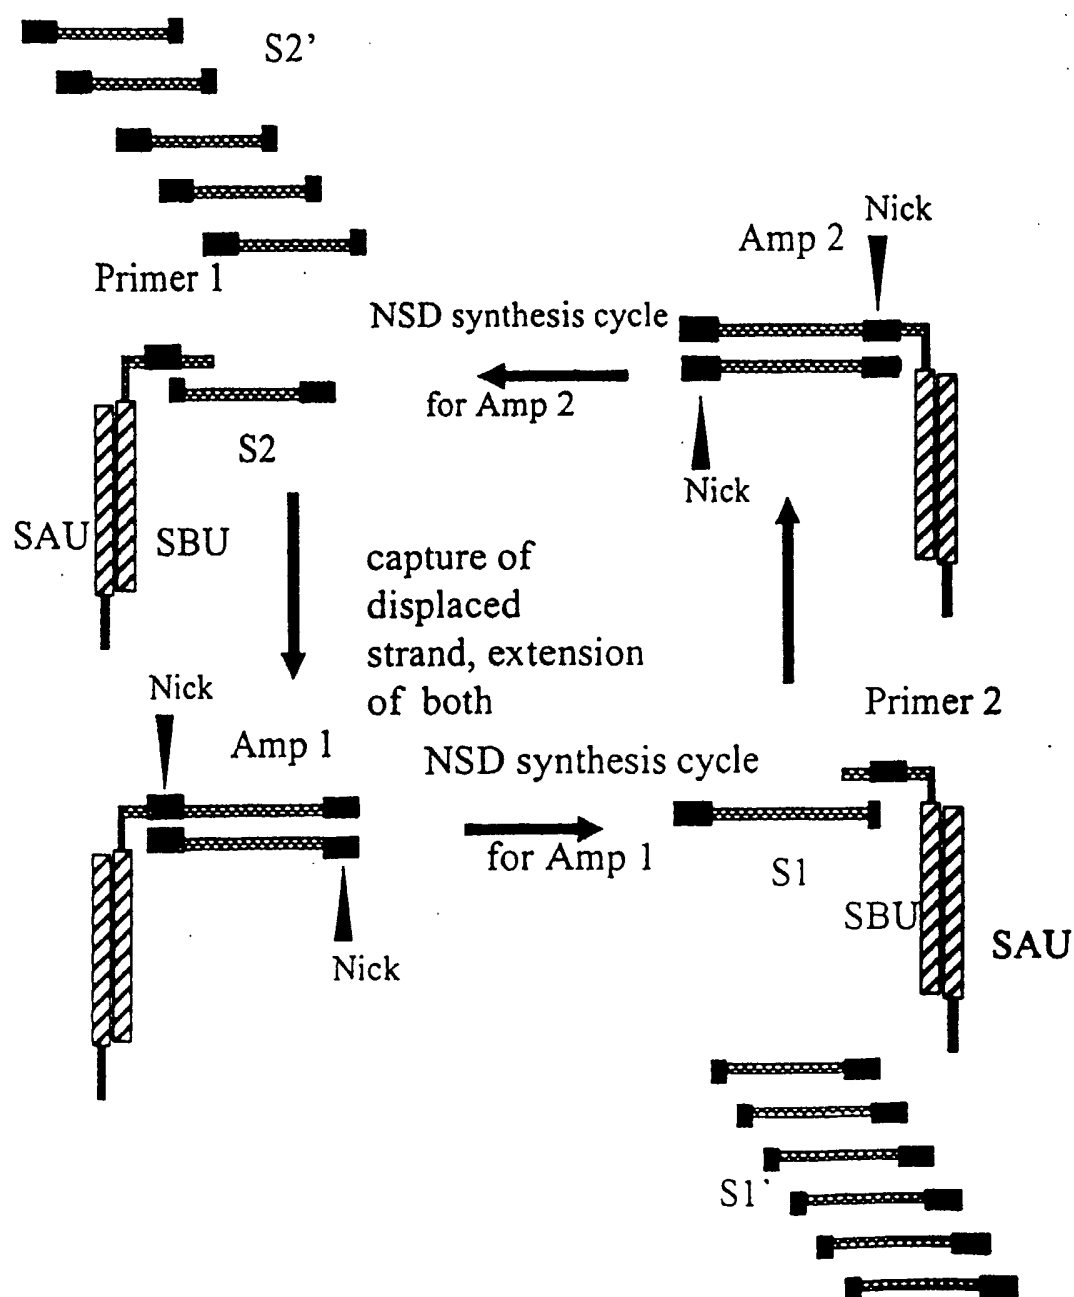 S2’
Primer 1
Nick
Amp 2
NSD synthesis cycle
for Amp 2
S2
Nick
SAU
SBU
capture of
displaced
strand, extension
of both
Nick
Primer 2
Amp 1
NSD synthesis cycle
for Amp 1
S1
SBU
SAU
Nick
S1’